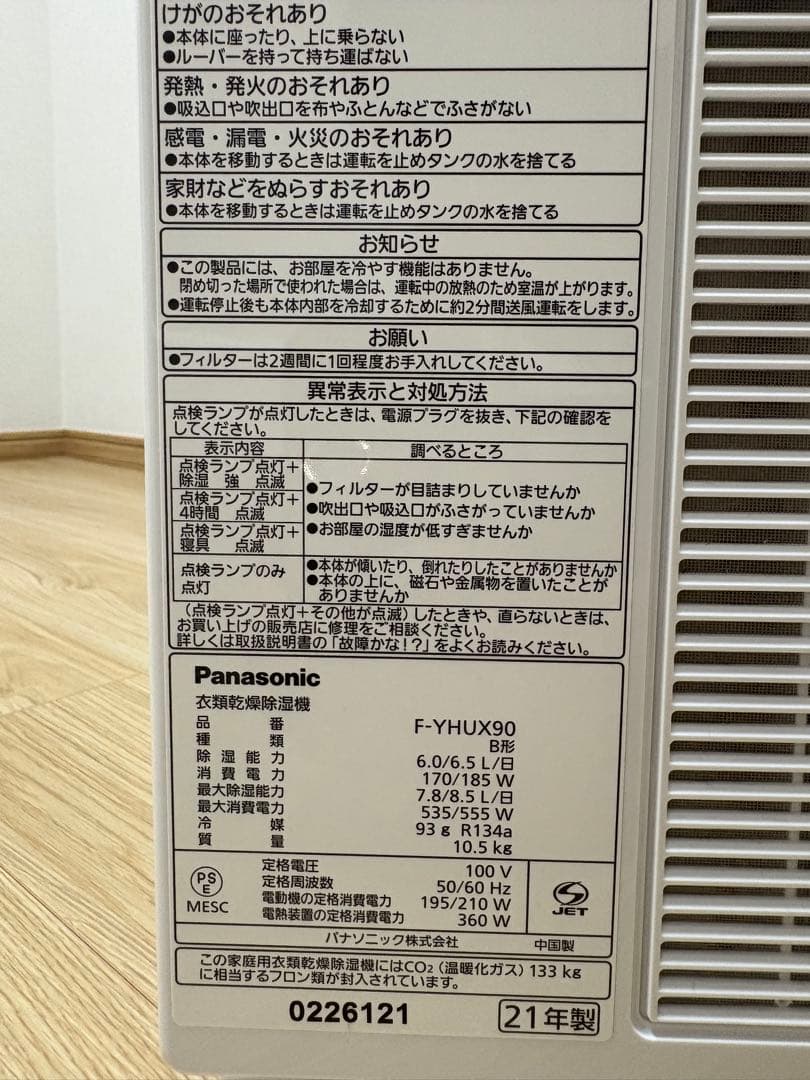 けがのおそれあり
●本体に座ったり、上に乗らない
●ルーバーを持って持ち運ばない
発熱・発火のおそれあり
●吸込口や吹出口を布やふとんなどでふさがない
感電・漏電・火災のおそれあり
●本体を移動するときは運転を止めタンクの水を捨てる
家財などをぬらすおそれあり
●本体を移動するときは運転を止めタンクの水を捨てる
お知らせ
●この製品には、お部屋を冷やす機能はありません。
閉め切った場所で使われた場合は、運転中の放熱のため室温が上がります。
●運転停止後も本体内部を冷却するために約2分間送風運転をします。
お願い
●フィルターは2週間に1回程度お手入れしてください。
異常表示と対処方法
点検ランプが点灯したときは、電源プラグを抜き、下記の確認を
してください。
表示内容 調べるところ
点検ランプ点灯+
除湿 強 点滅
点検ランプ点灯+
4時間 点滅
点検ランプ点灯+
寝具 点滅
●フィルターが目詰まりしていませんか
●吹出口や吸込口がふさがっていませんか
●お部屋の湿度が低すぎませんか
点検ランプのみ
点灯
●本体が傾いたり、倒れたりしたことがありませんか
●本体の上に、磁石や金属物を置いたことが
ありませんか
(点検ランプ点灯+その他が点滅)したときや、直らないときは、
お買い上げの販売店に修理をご相談ください。
詳しくは取扱説明書の「故障かな!?」をよくお読みください。
Panasonic
衣類乾燥除湿機
品番 F-YHUX90
種類 B形
除湿能力 6.0/6.5 L/日
消費電力 170/185 W
最大除湿能力 7.8/8.5 L/日
最大消費電力 535/555 W
冷媒 93 g R134a
質量 10.5 kg
PS
E
MESC
定格電圧 100 V
定格周波数 50/60 Hz
電動機の定格消費電力 195/210 W
電熱装置の定格消費電力 360 W
JET
パナソニック株式会社 中国製
この家庭用衣類乾燥除湿機にはCO₂(温暖化ガス)133 kg
に相当するフロン類が封入されています。
0226121 21年製